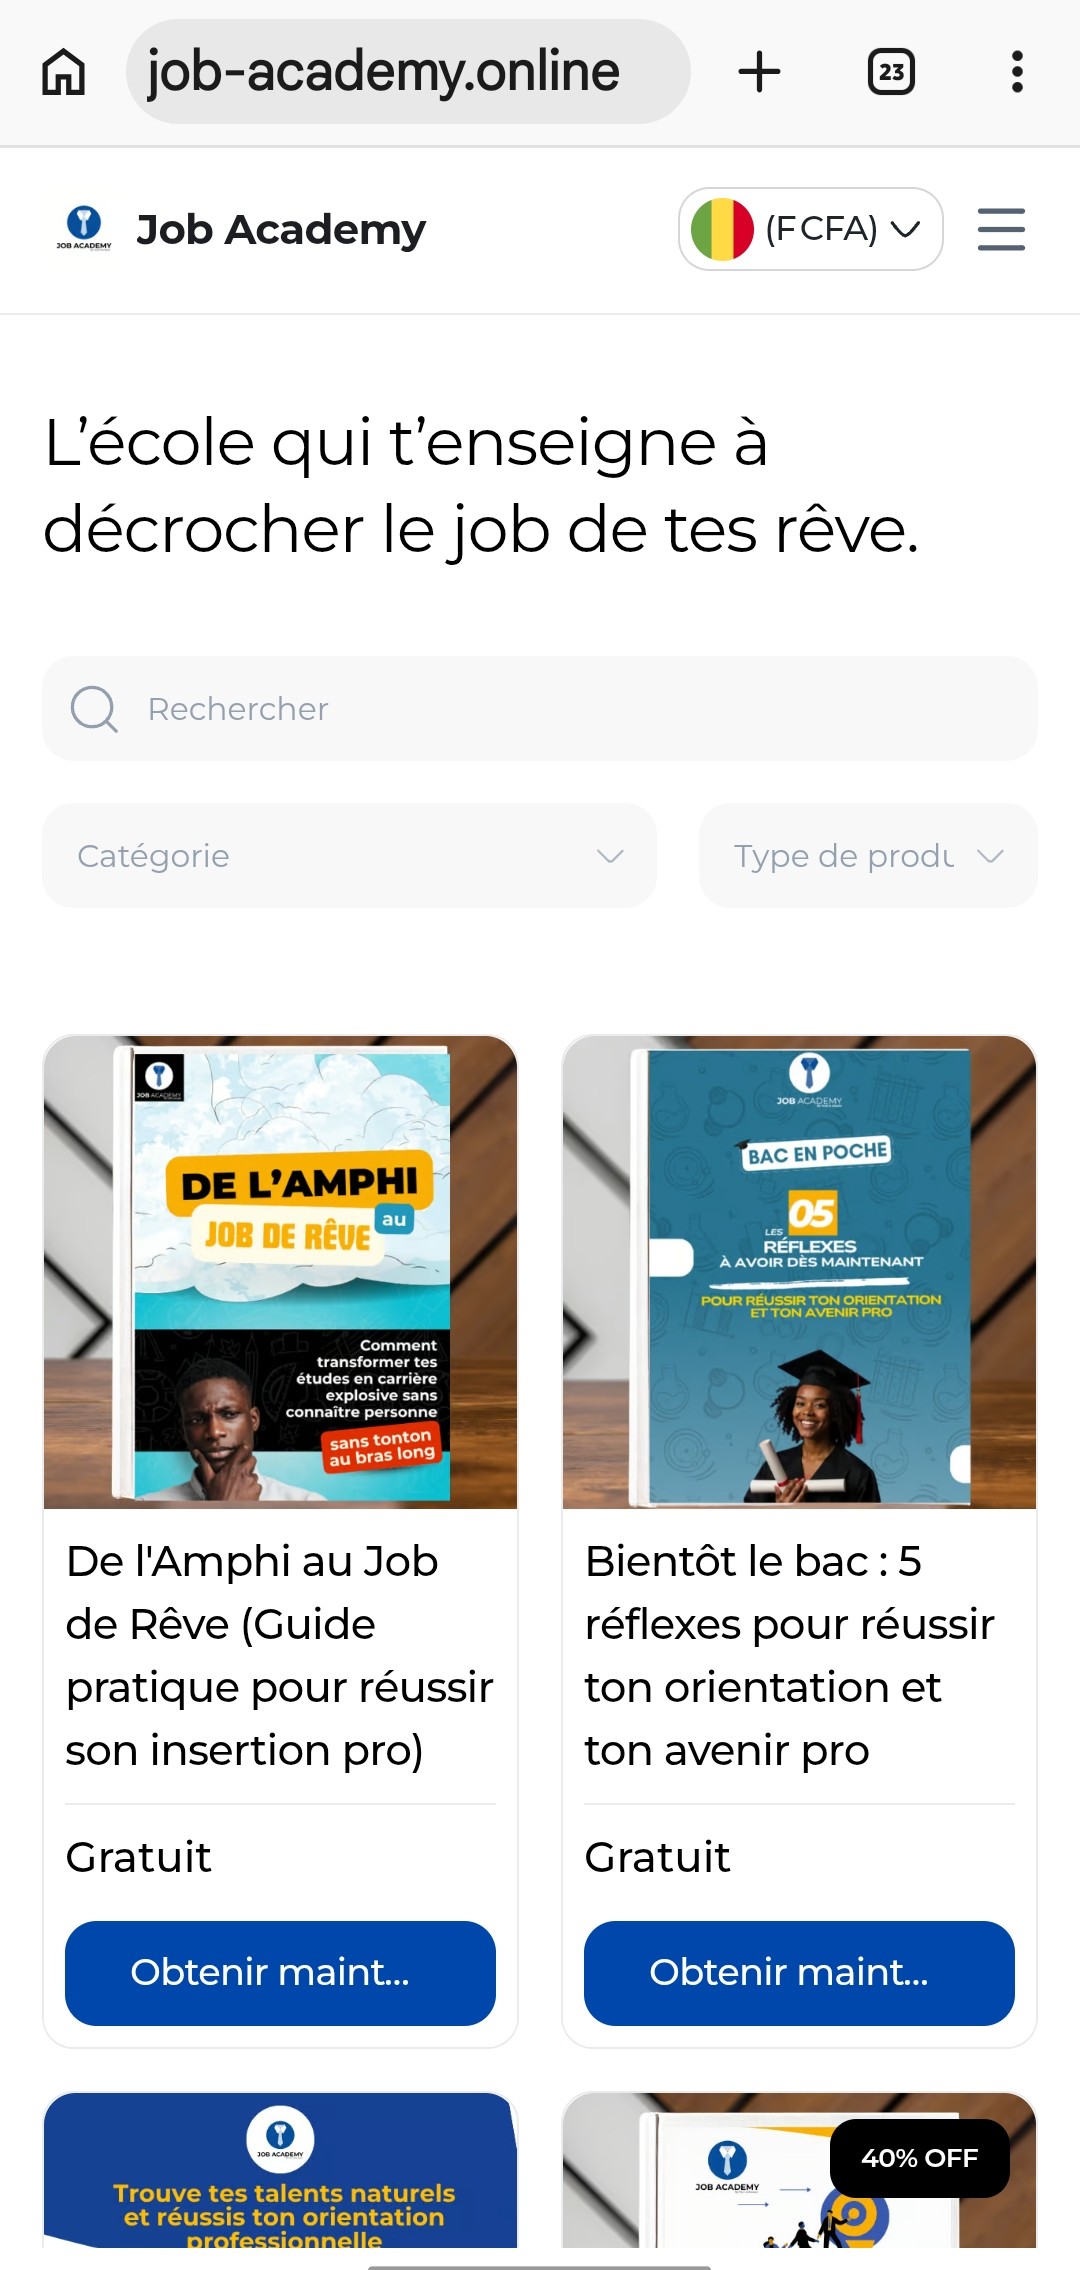 job-academy.online
23
JOB ACADEMY
Job Academy
(F CFA)
L’école qui t’enseigne à
décrocher le job de tes rêve.
Rechercher
Catégorie
Type de produ
JOB ACADEMY
DE L’AMPHI
au
JOB DE RÊVE
Comment
transformer tes
études en carrière
explosive sans
connaître personne
sans tonton
au bras long
De l'Amphi au Job
de Rêve (Guide
pratique pour réussir
son insertion pro)
Gratuit
Obtenir maint...
JOB ACADEMY
BAC EN POCHE
LES 05
RÉFLEXES
À AVOIR DÈS MAINTENANT
POUR RÉUSSIR TON ORIENTATION
ET TON AVENIR PRO
Bientôt le bac : 5
réflexes pour réussir
ton orientation et
ton avenir pro
Gratuit
Obtenir maint...
JOB ACADEMY
Trouve tes talents naturels
et réussis ton orientation
professionnelle
JOB ACADEMY
40% OFF